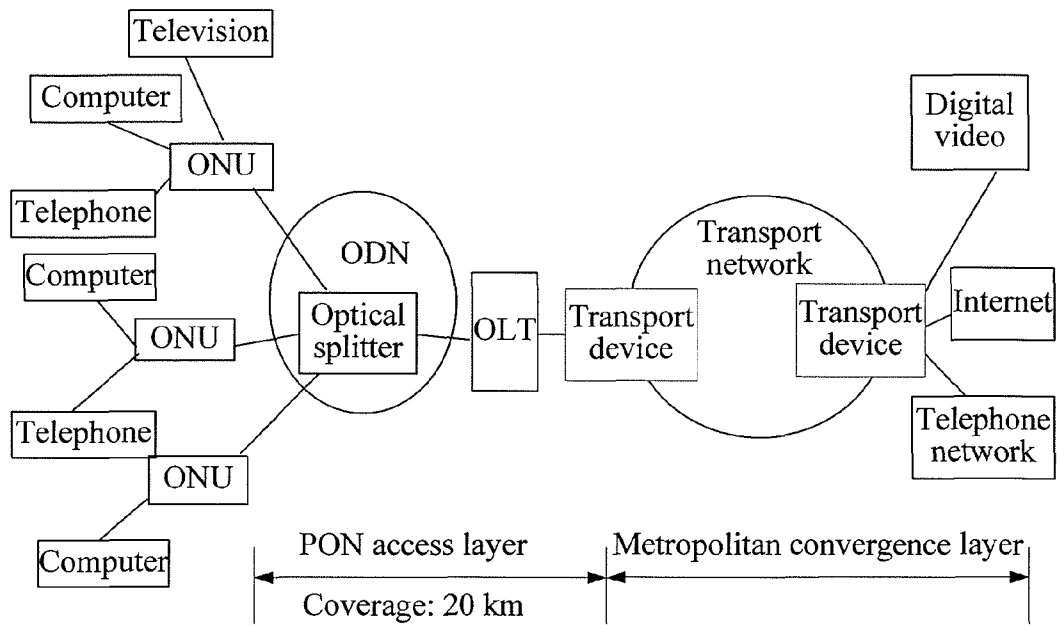 Television
Computer
ONU
Telephone
Computer
ONU
Telephone
ONU
Computer
ODN
Optical
splitter
OLT
Transport
device
Transport
network
Transport
device
Digital
video
Internet
Telephone
network
PON access layer
Coverage: 20 km
Metropolitan convergence layer